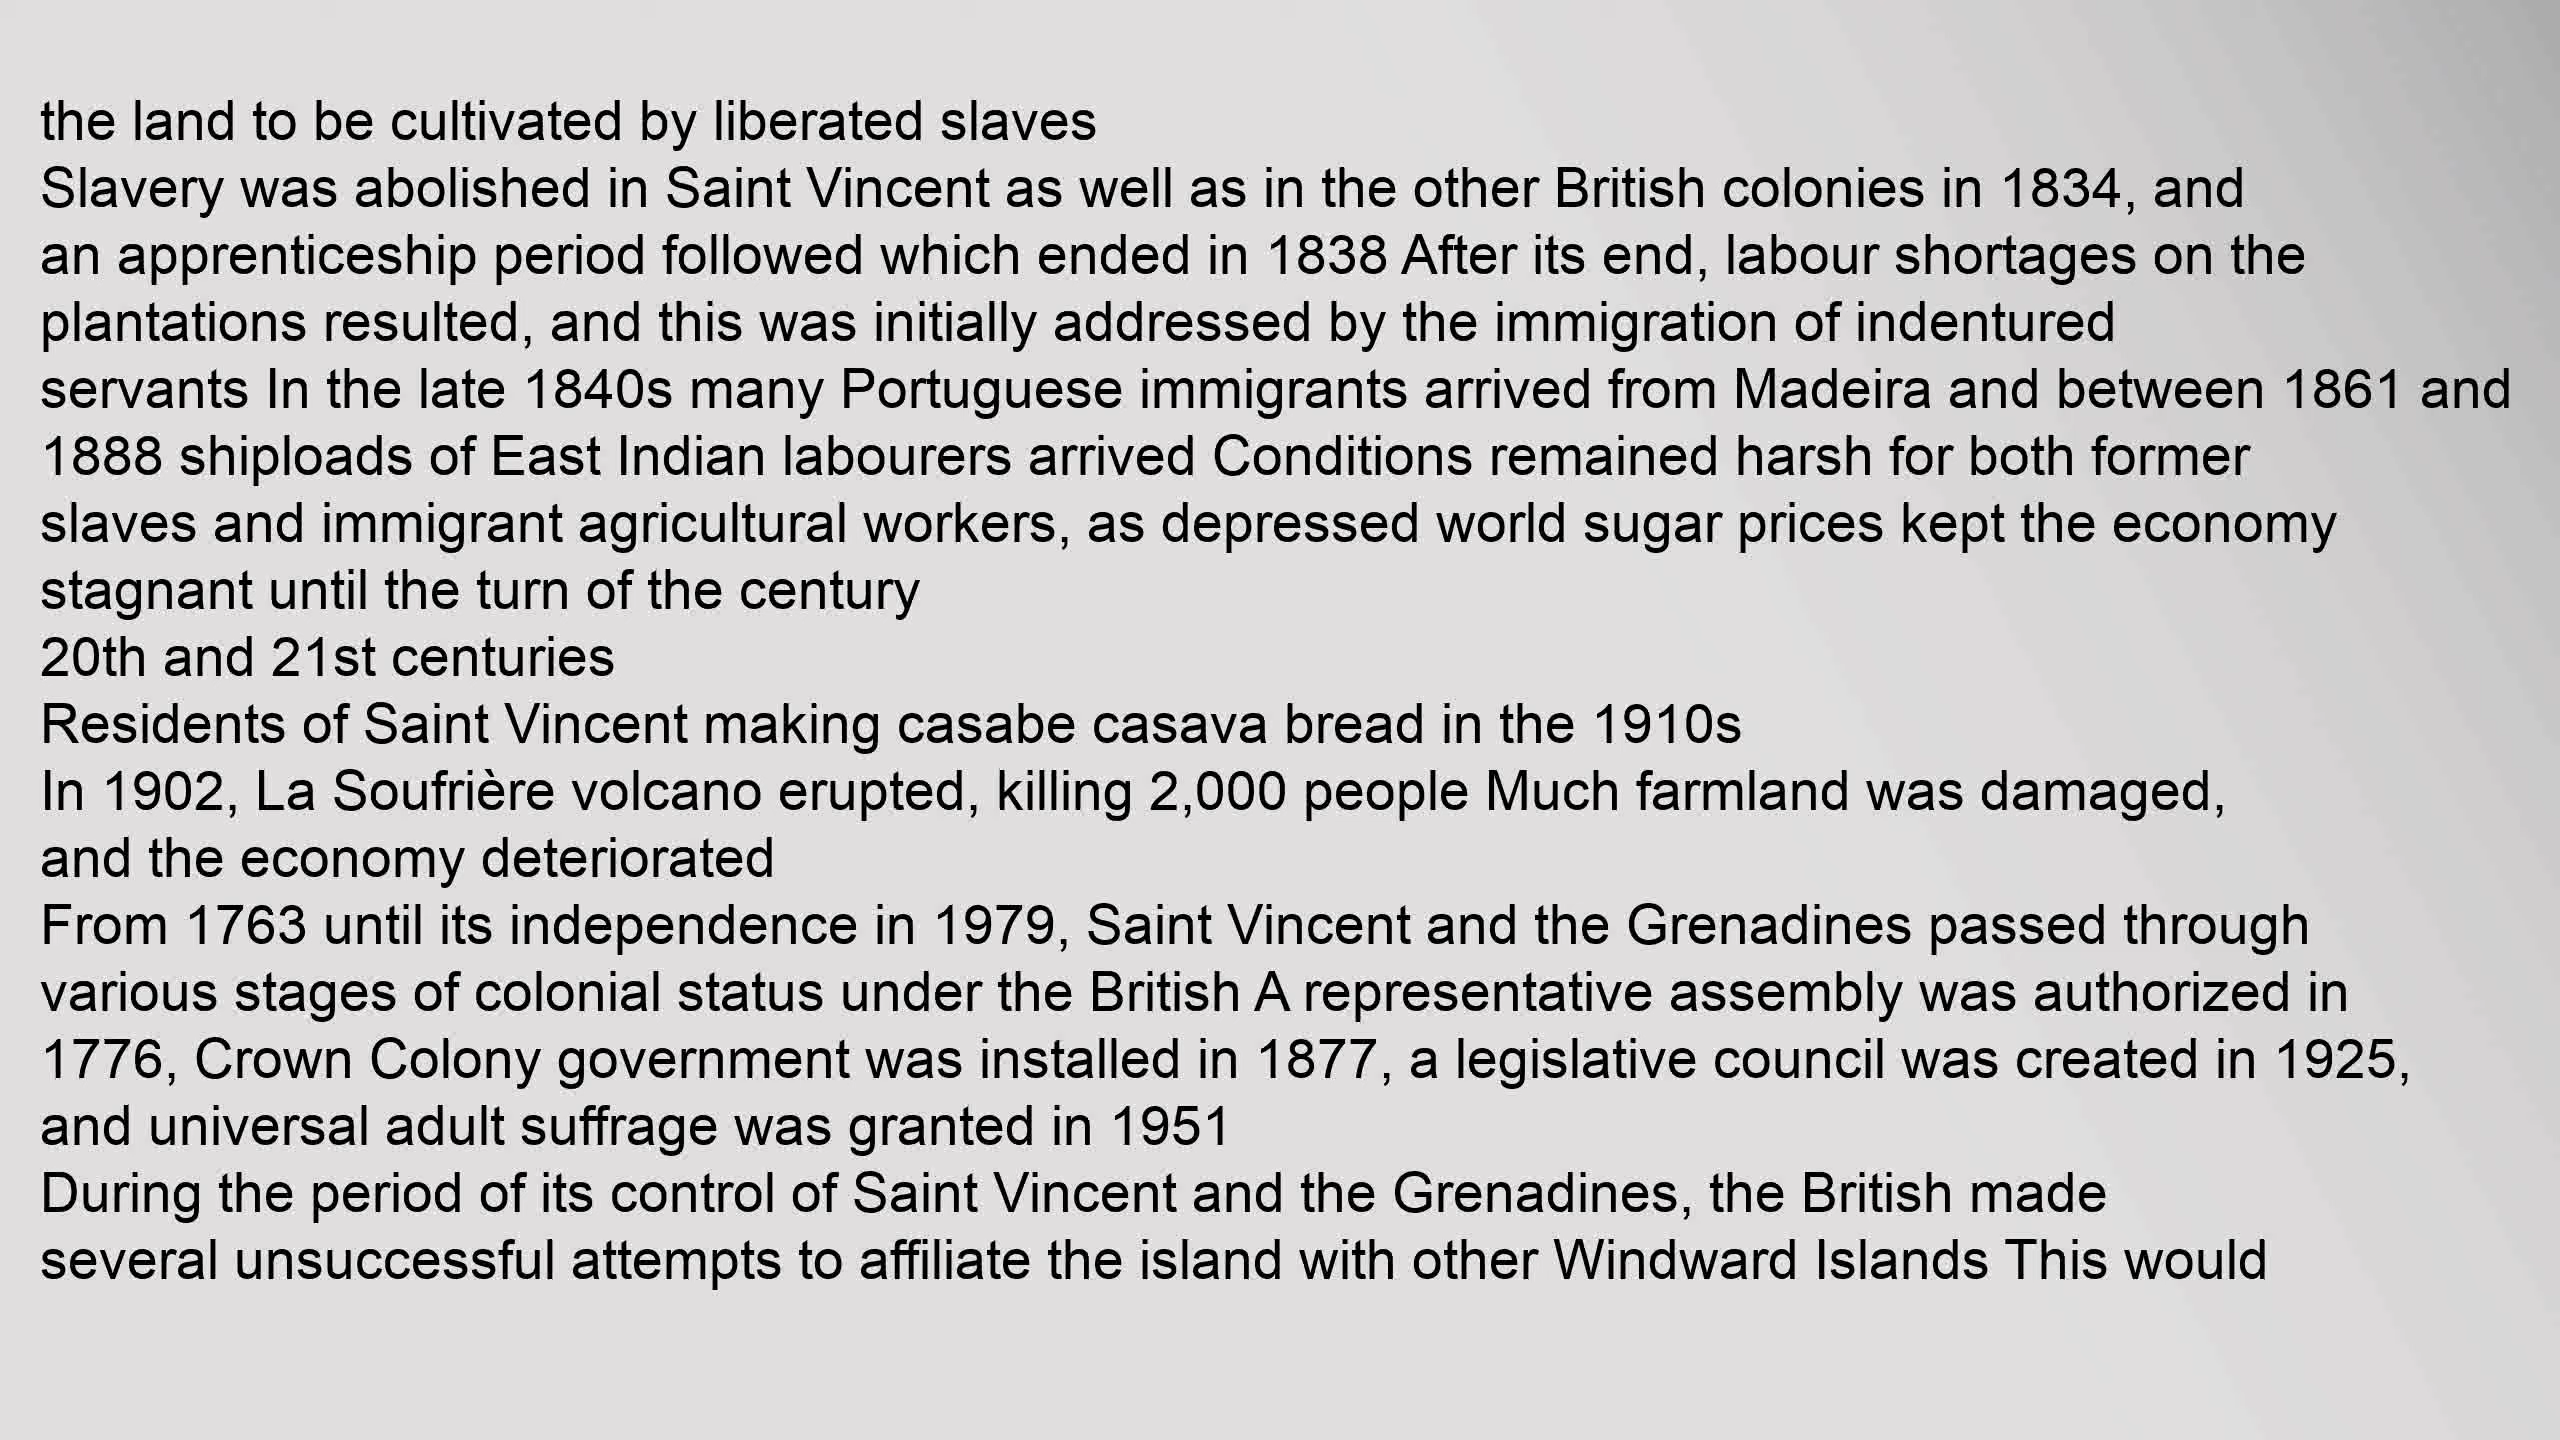 the land to be cultivated by liberated slaves
Slavery was abolished in Saint Vincent as well as in the other British colonies in 1834, and
an apprenticeship period followed which ended in 1838 After its end, labour shortages on the
plantations resulted, and this was initially addressed by the immigration of indentured
servants In the late 1840s many Portuguese immigrants arrived from Madeira and between 1861 and
1888 shiploads of East Indian labourers arrived Conditions remained harsh for both former
slaves and immigrant agricultural workers, as depressed world sugar prices kept the economy
stagnant until the turn of the century
20th and 21st centuries
Residents of Saint Vincent making casabe casava bread in the 1910s
In 1902, La Soufrière volcano erupted, killing 2,000 people Much farmland was damaged,
and the economy deteriorated
From 1763 until its independence in 1979, Saint Vincent and the Grenadines passed through
various stages of colonial status under the British A representative assembly was authorized in
1776, Crown Colony government was installed in 1877, a legislative council was created in 1925,
and universal adult suffrage was granted in 1951
During the period of its control of Saint Vincent and the Grenadines, the British made
several unsuccessful attempts to affiliate the island with other Windward Islands This would